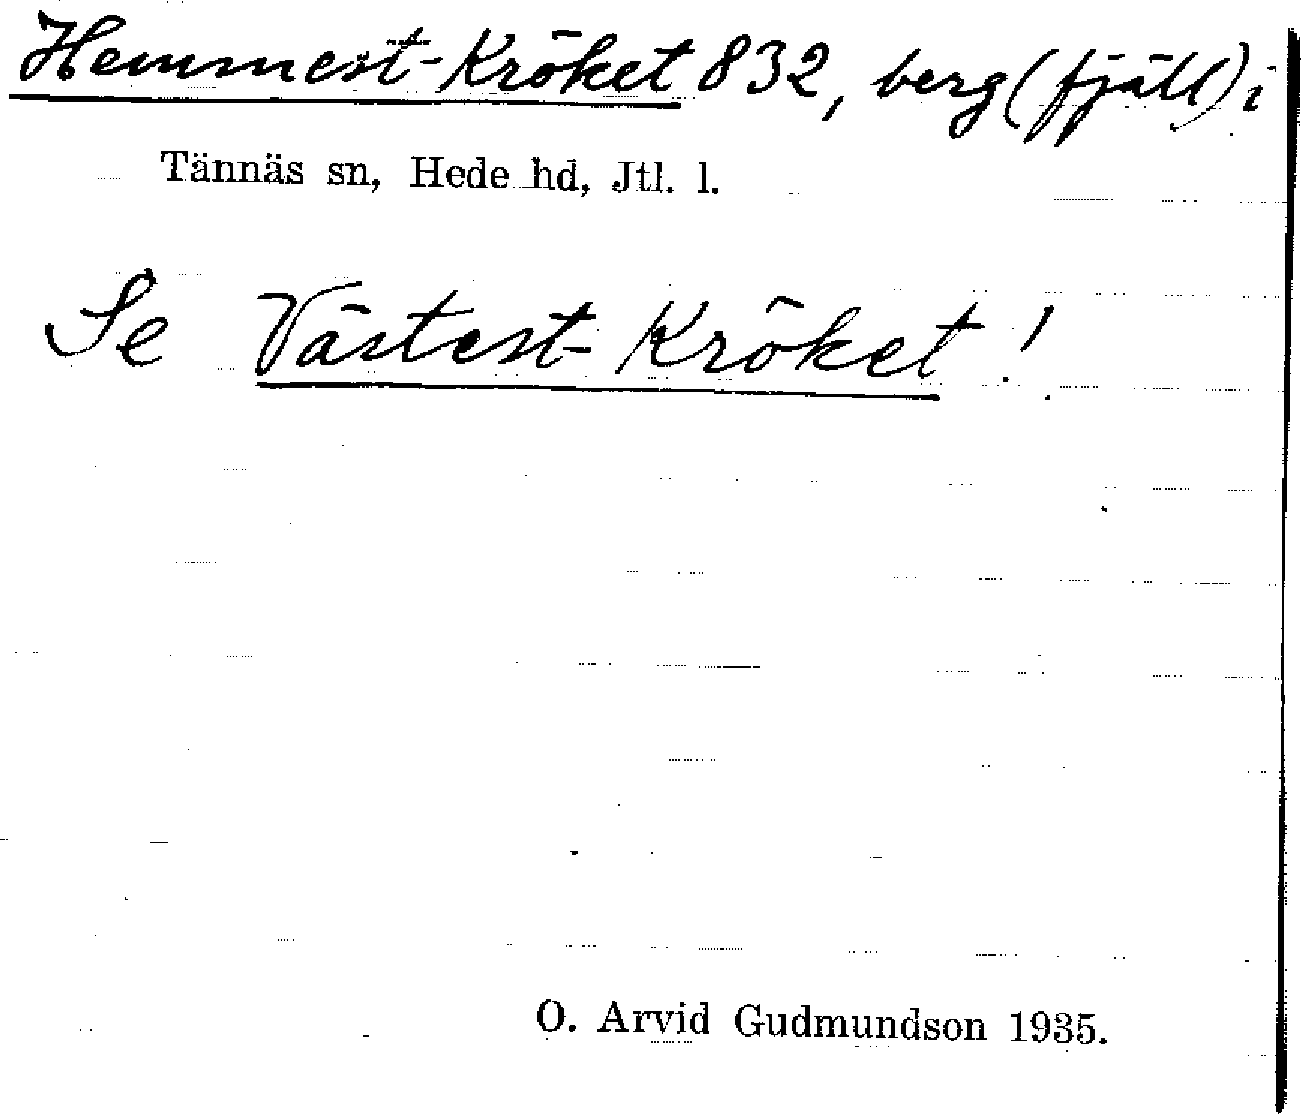 Hemmest-Kröket 832, berg (fjäll) i
Tännäs sn, Hede hd, Jtl. l.
Se Västest-Kröket!
O. Arvid Gudmundson 1935.